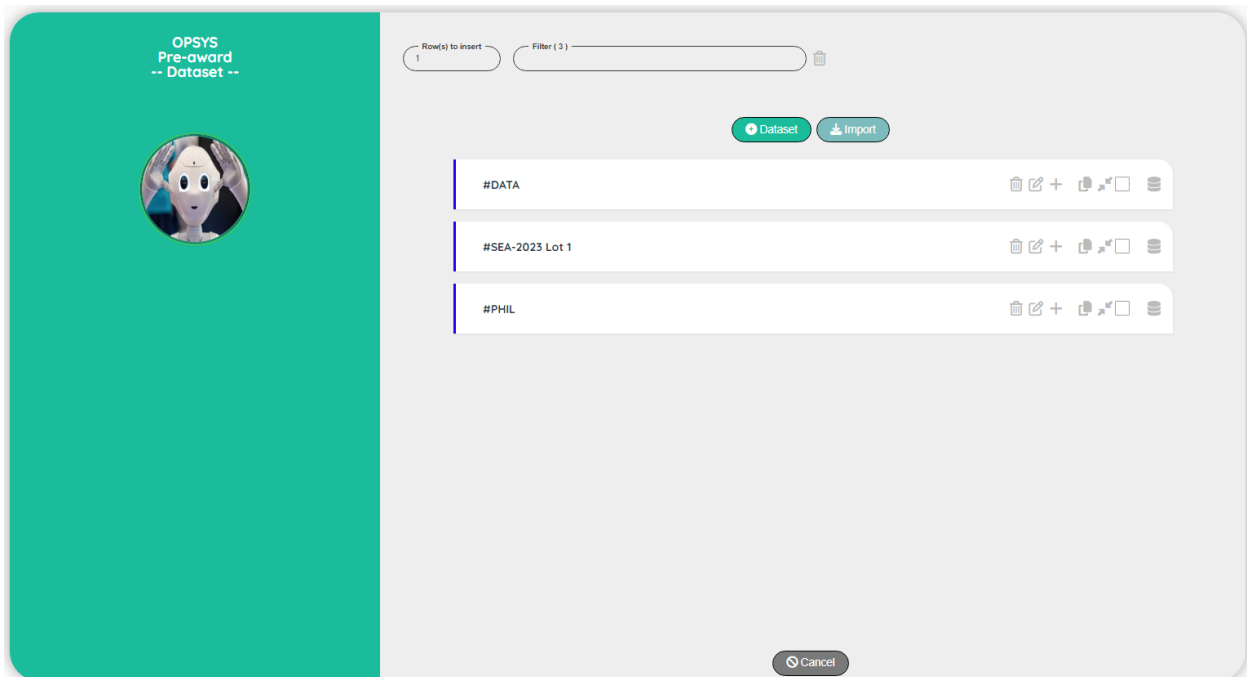 OPSYS
Pre-award
-- Dataset --
Row(s) to insert
1
Filter ( 3 )
Dataset
Import
#DATA
#SEA-2023 Lot 1
#PHIL
Cancel